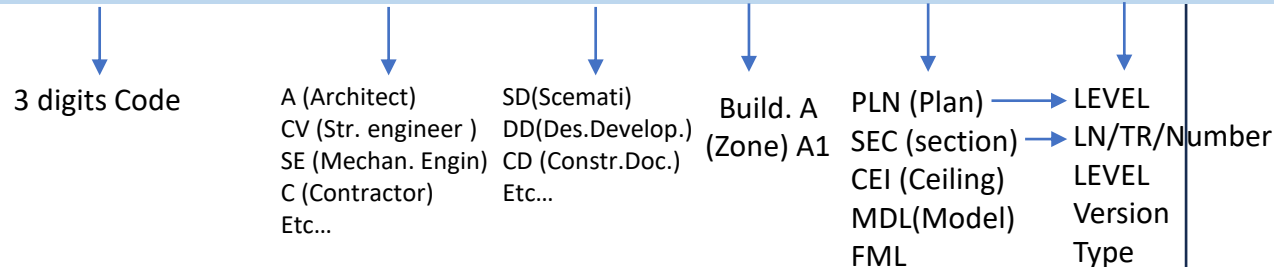 3 digits Code
A (Architect)
CV (Str. engineer )
SE (Mechan. Engin)
C (Contractor)
Etc…
SD(Scemati)
DD(Des.Develop.)
CD (Constr.Doc.)
Etc…
Build. A
(Zone) A1
PLN (Plan)
SEC (section)
CEI (Ceiling)
MDL(Model)
FML
LEVEL
LN/TR/Number
LEVEL
Version
Type